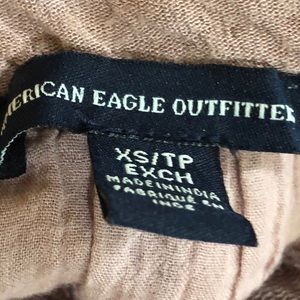 MERICAN EAGLE OUTFITTER
XS/TP
EXCH
MADE IN INDIA
FABRIQUÉ EN
INDE